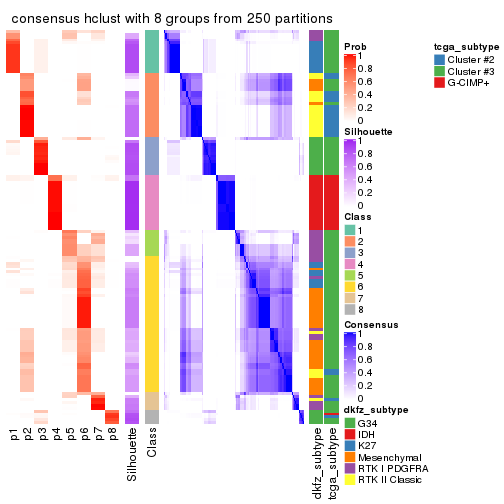 consensus hclust with 8 groups from 250 partitions
Prob
1
0.8
0.6
0.4
0.2
0
Silhouette
1
0.8
0.6
0.4
0.2
0
Class
1
2
3
4
5
6
7
8
Consensus
1
0.8
0.6
0.4
0.2
0
dkfz_subtype
G34
IDH
K27
Mesenchymal
RTK I PDGFRA
RTK II Classic
tcga_subtype
Cluster #2
Cluster #3
G-CIMP+
p1
p2
p3
p4
p5
p6
p7
p8
Silhouette
Class
dkfz_subtype
tcga_subtype